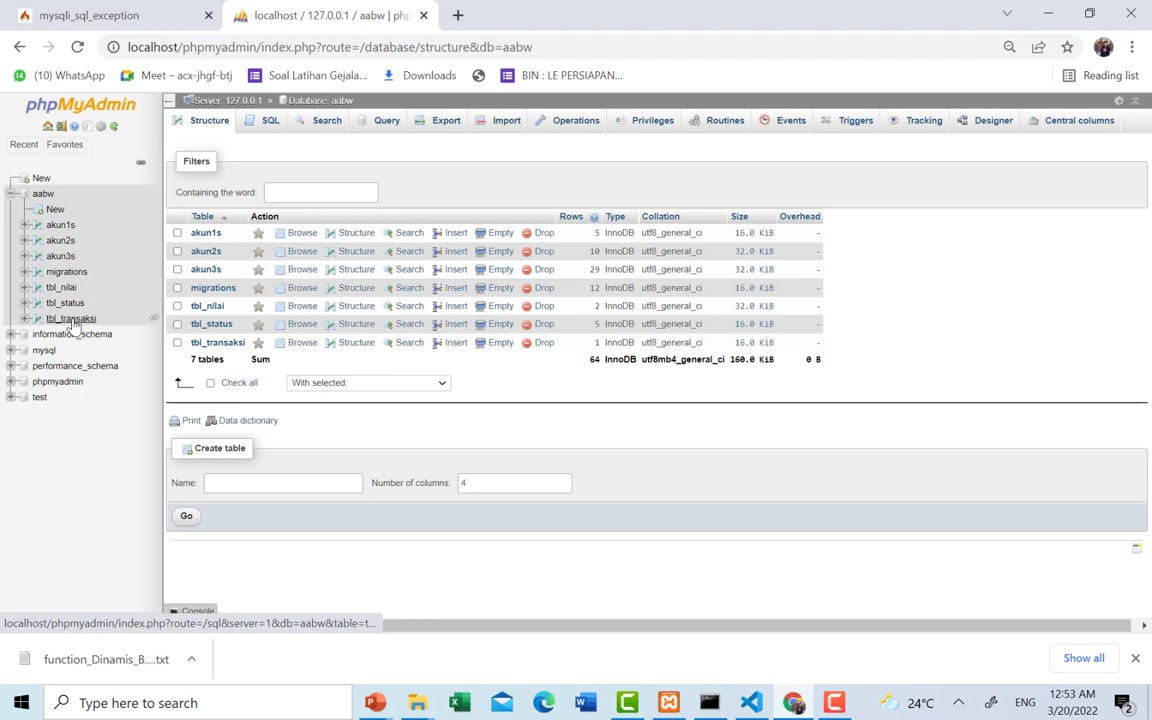 mysqli_sql_exception
localhost / 127.0.0.1 / aabw | php
localhost/phpmyadmin/index.php?route=/database/structure&db=aabw
14 (10) WhatsApp Meet – acx-jhgf-btj Soal Latihan Gejala... Downloads BIN : LE PERSIAPAN... Reading list
phpMyAdmin
Server: 127.0.0.1 » Database: aabw
Structure SQL Search Query Export Import Operations Privileges Routines Events Triggers Tracking Designer Central columns
Recent Favorites
New
aabw
New
akun1s
akun2s
akun3s
migrations
tbl_nilai
tbl_status
tbl_transaksi
information_schema
mysql
performance_schema
phpmyadmin
test
Filters
Containing the word:
Table Action Rows Type Collation Size Overhead
akun1s Browse Structure Search Insert Empty Drop 5 InnoDB utf8_general_ci 16.0 KiB -
akun2s Browse Structure Search Insert Empty Drop 10 InnoDB utf8_general_ci 32.0 KiB -
akun3s Browse Structure Search Insert Empty Drop 29 InnoDB utf8_general_ci 32.0 KiB -
migrations Browse Structure Search Insert Empty Drop 12 InnoDB utf8_general_ci 16.0 KiB -
tbl_nilai Browse Structure Search Insert Empty Drop 2 InnoDB utf8_general_ci 32.0 KiB -
tbl_status Browse Structure Search Insert Empty Drop 5 InnoDB utf8_general_ci 16.0 KiB -
tbl_transaksi Browse Structure Search Insert Empty Drop 1 InnoDB utf8_general_ci 16.0 KiB -
7 tables Sum 64 InnoDB utf8mb4_general_ci 160.0 KiB 0 B
Check all With selected:
Print Data dictionary
Create table
Name: Number of columns: 4
Go
Console
localhost/phpmyadmin/index.php?route=/sql&server=1&db=aabw&table=t...
function_Dinamis_B....txt Show all
Type here to search 24°C ENG 12:53 AM
3/20/2022 2